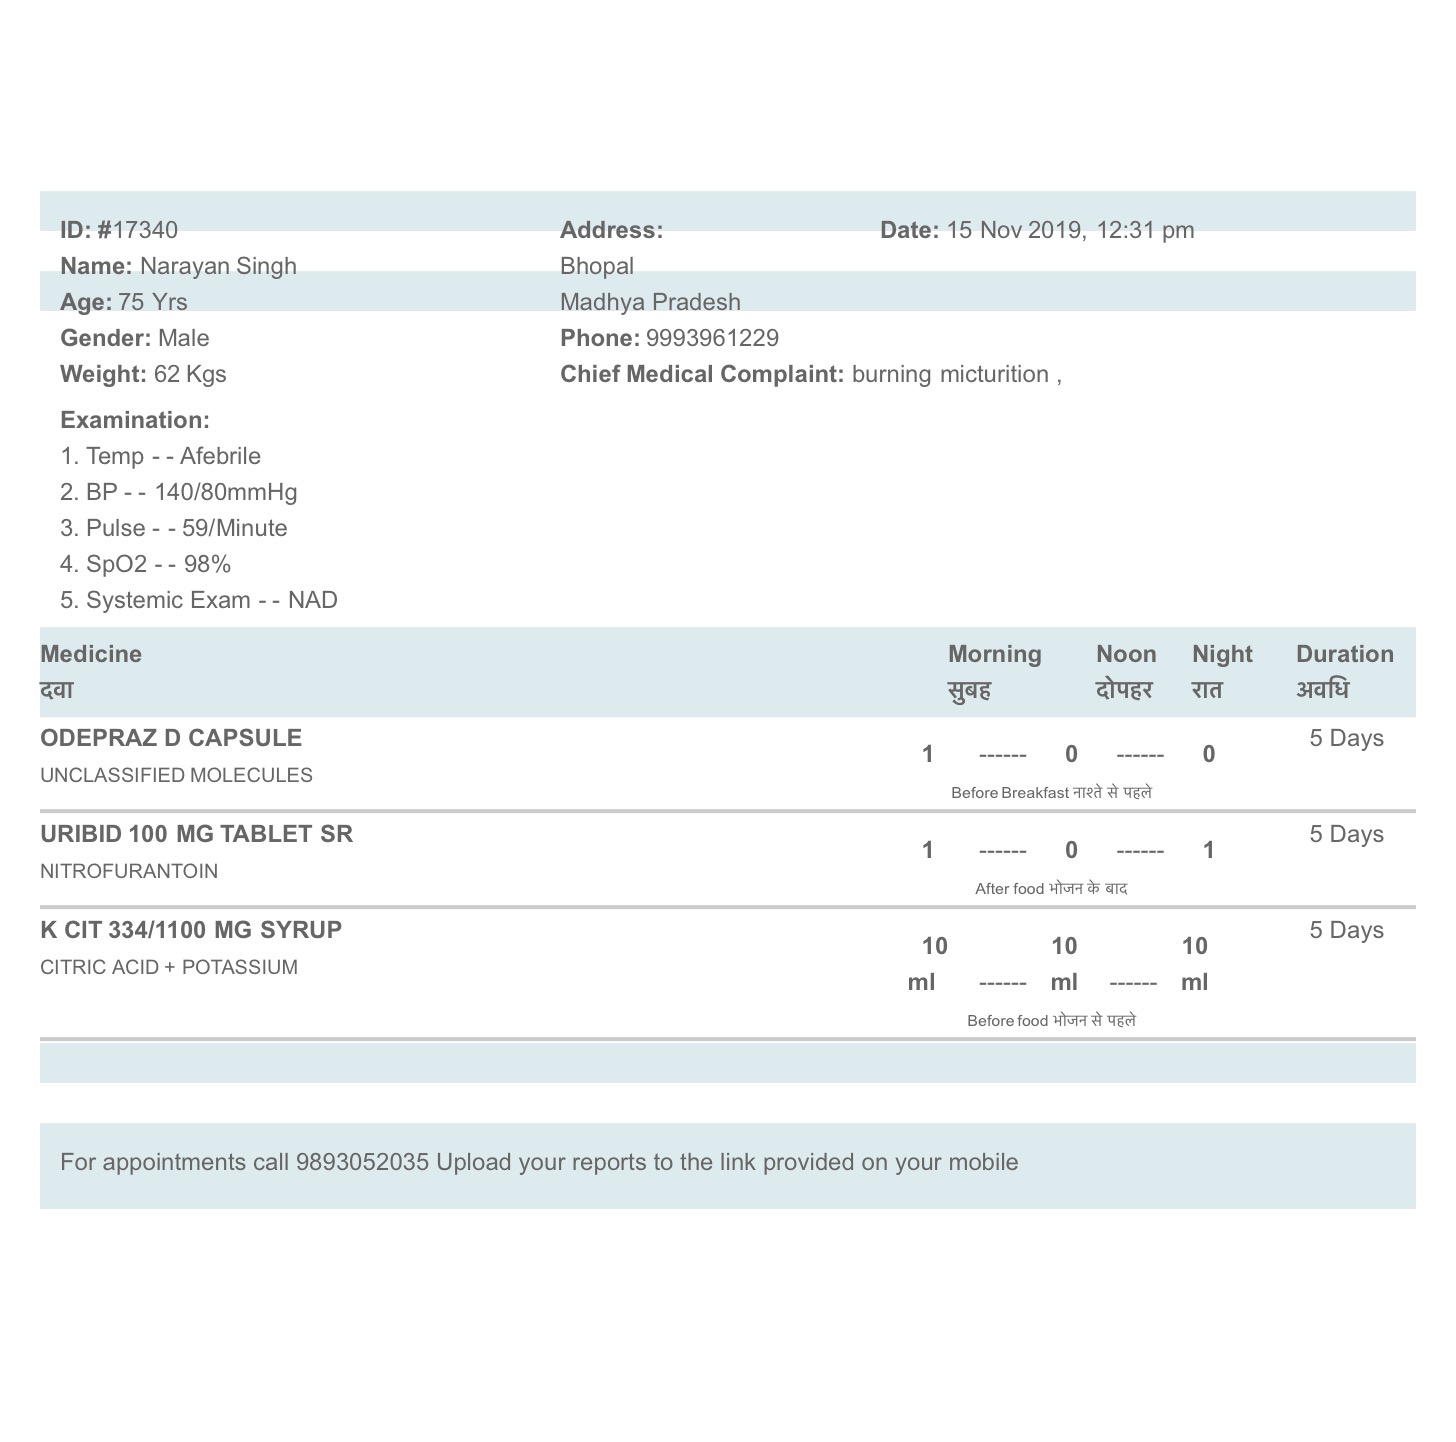 ID: #17340 Address: Date: 15 Nov 2019, 12:31 pm
Name: Narayan Singh Bhopal
Age: 75 Yrs Madhya Pradesh
Gender: Male Phone: 9993961229
Weight: 62 Kgs Chief Medical Complaint: burning micturition ,
Examination:
1. Temp - - Afebrile
2. BP - - 140/80mmHg
3. Pulse - - 59/Minute
4. SpO2 - - 98%
5. Systemic Exam - - NAD
Medicine Morning Noon Night Duration
दवा सुबह दोपहर रात अवधि
ODEPRAZ D CAPSULE 5 Days
1 ------ 0 ------ 0
UNCLASSIFIED MOLECULES
Before Breakfast नाश्ते से पहले
URIBID 100 MG TABLET SR 5 Days
1 ------ 0 ------ 1
NITROFURANTOIN
After food भोजन के बाद
K CIT 334/1100 MG SYRUP 5 Days
10 10 10
CITRIC ACID + POTASSIUM
ml ------ ml ------ ml
Before food भोजन से पहले
For appointments call 9893052035 Upload your reports to the link provided on your mobile